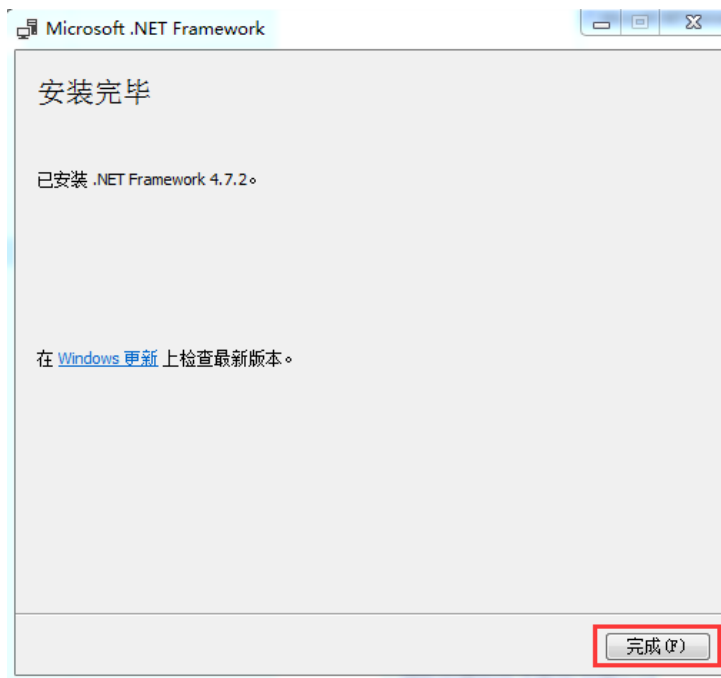 Microsoft .NET Framework
安装完毕
已安装 .NET Framework 4.7.2。
在 Windows 更新 上检查最新版本。
完成(F)